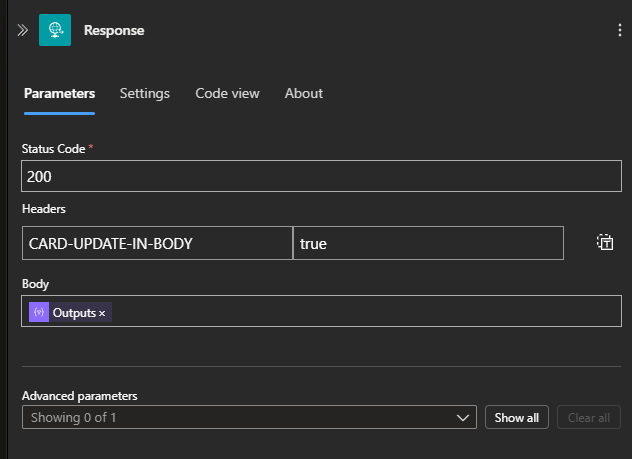 Response
Parameters Settings Code view About
Status Code *
200
Headers
CARD-UPDATE-IN-BODY true
Body
{v} Outputs ×
Advanced parameters
Showing 0 of 1 Show all Clear all